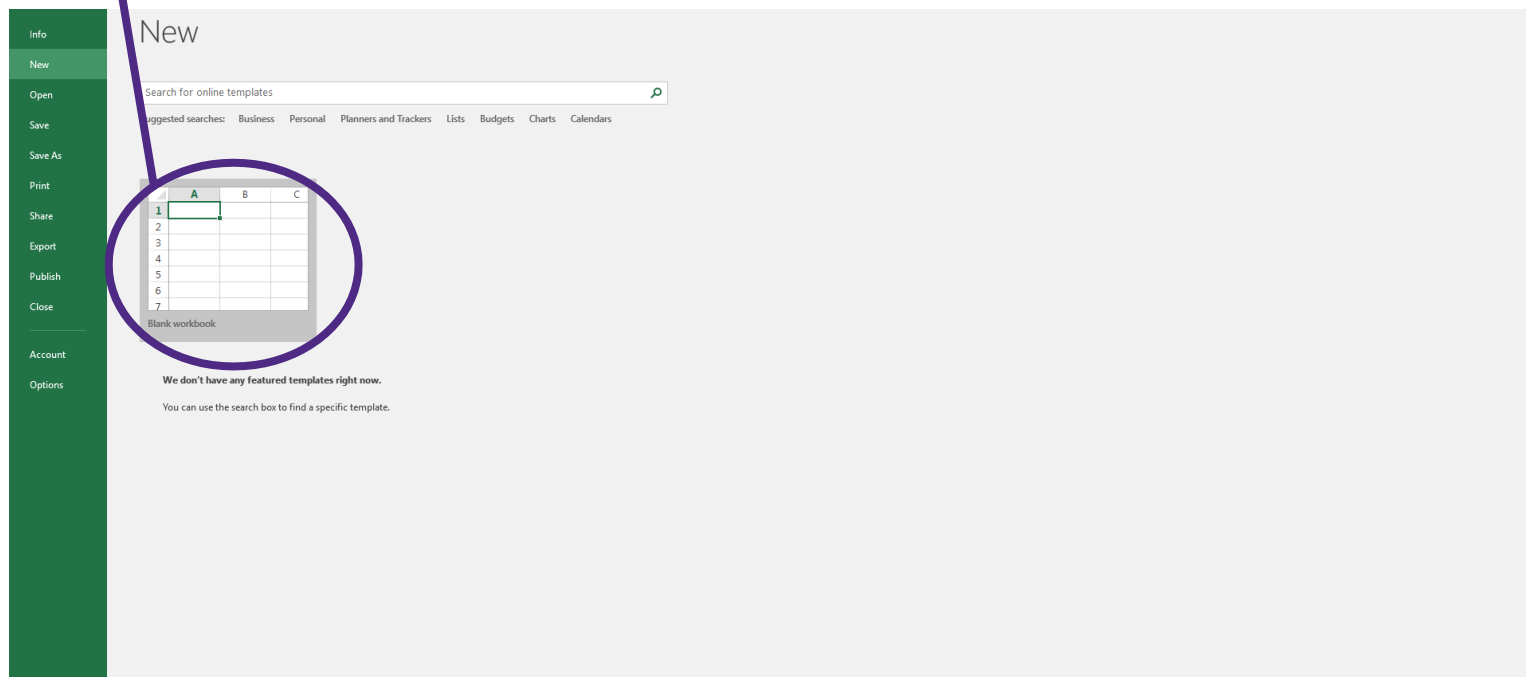 Info
New
Open
Save
Save As
Print
Share
Export
Publish
Close
Account
Options
New
Search for online templates
uggested searches: Business Personal Planners and Trackers Lists Budgets Charts Calendars
A B C
1
2
3
4
5
6
7
Blank workbook
We don't have any featured templates right now.
You can use the search box to find a specific template.